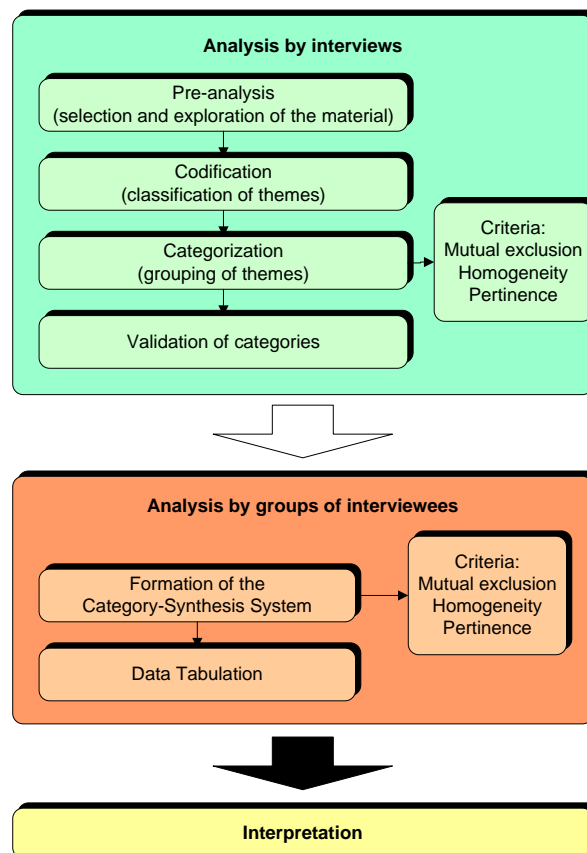 Analysis by interviews
Pre-analysis
(selection and exploration of the material)
Codification
(classification of themes)
Categorization
(grouping of themes)
Criteria:
Mutual exclusion
Homogeneity
Pertinence
Validation of categories
Analysis by groups of interviewees
Formation of the
Category-Synthesis System
Criteria:
Mutual exclusion
Homogeneity
Pertinence
Data Tabulation
Interpretation